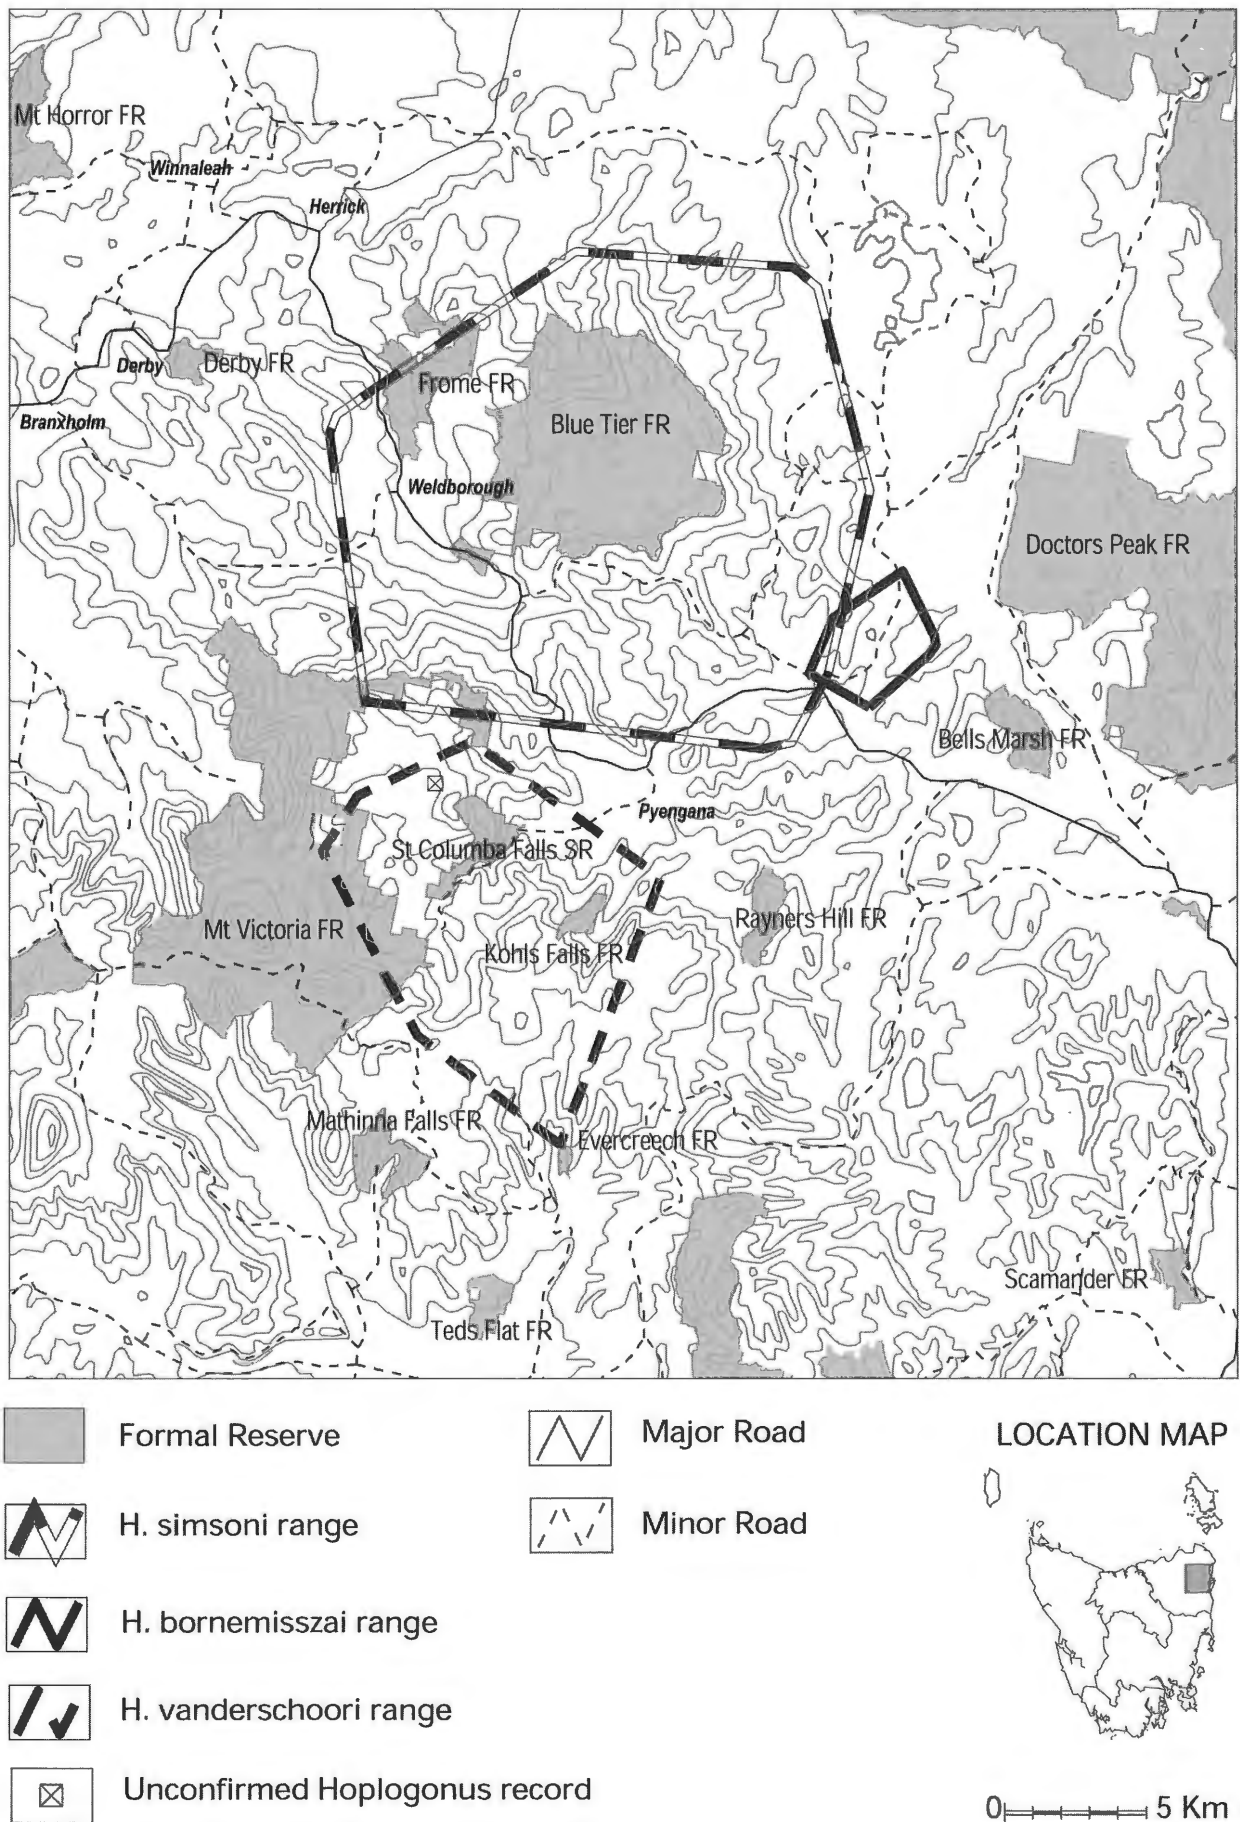 Mt Horror FR
Winnaleah
Herrick
Derby
Derby FR
Frome FR
Branxholm
Blue Tier FR
Weldborough
Doctors Peak FR
Bells Marsh FR
Pyengana
St Columba Falls SR
Rayners Hill FR
Mt Victoria FR
Kohls Falls FR
Mathinna Falls FR
Evercreech FR
Scamander FR
Teds Flat FR
Formal Reserve
Major Road
LOCATION MAP
H. simsoni range
Minor Road
H. bornemisszai range
H. vanderschoori range
Unconfirmed Hoplogonus record
0 5 Km